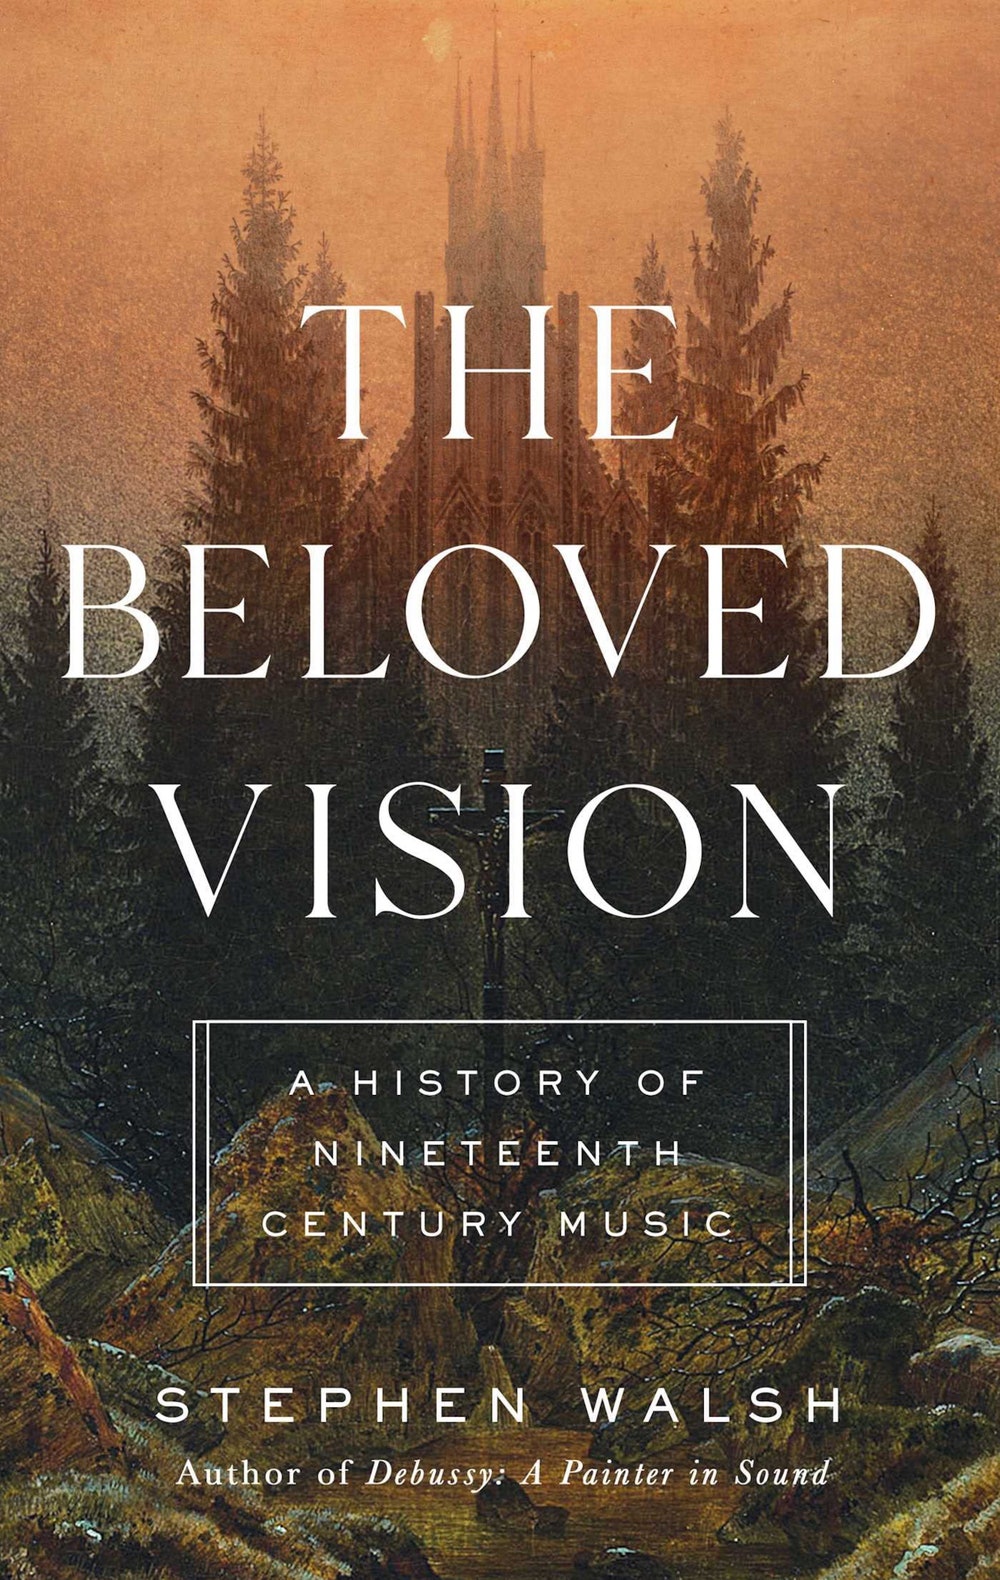 THE
BELOVED
VISION
A HISTORY OF
NINETEENTH
CENTURY MUSIC
STEPHEN WALSH
Author of Debussy: A Painter in Sound